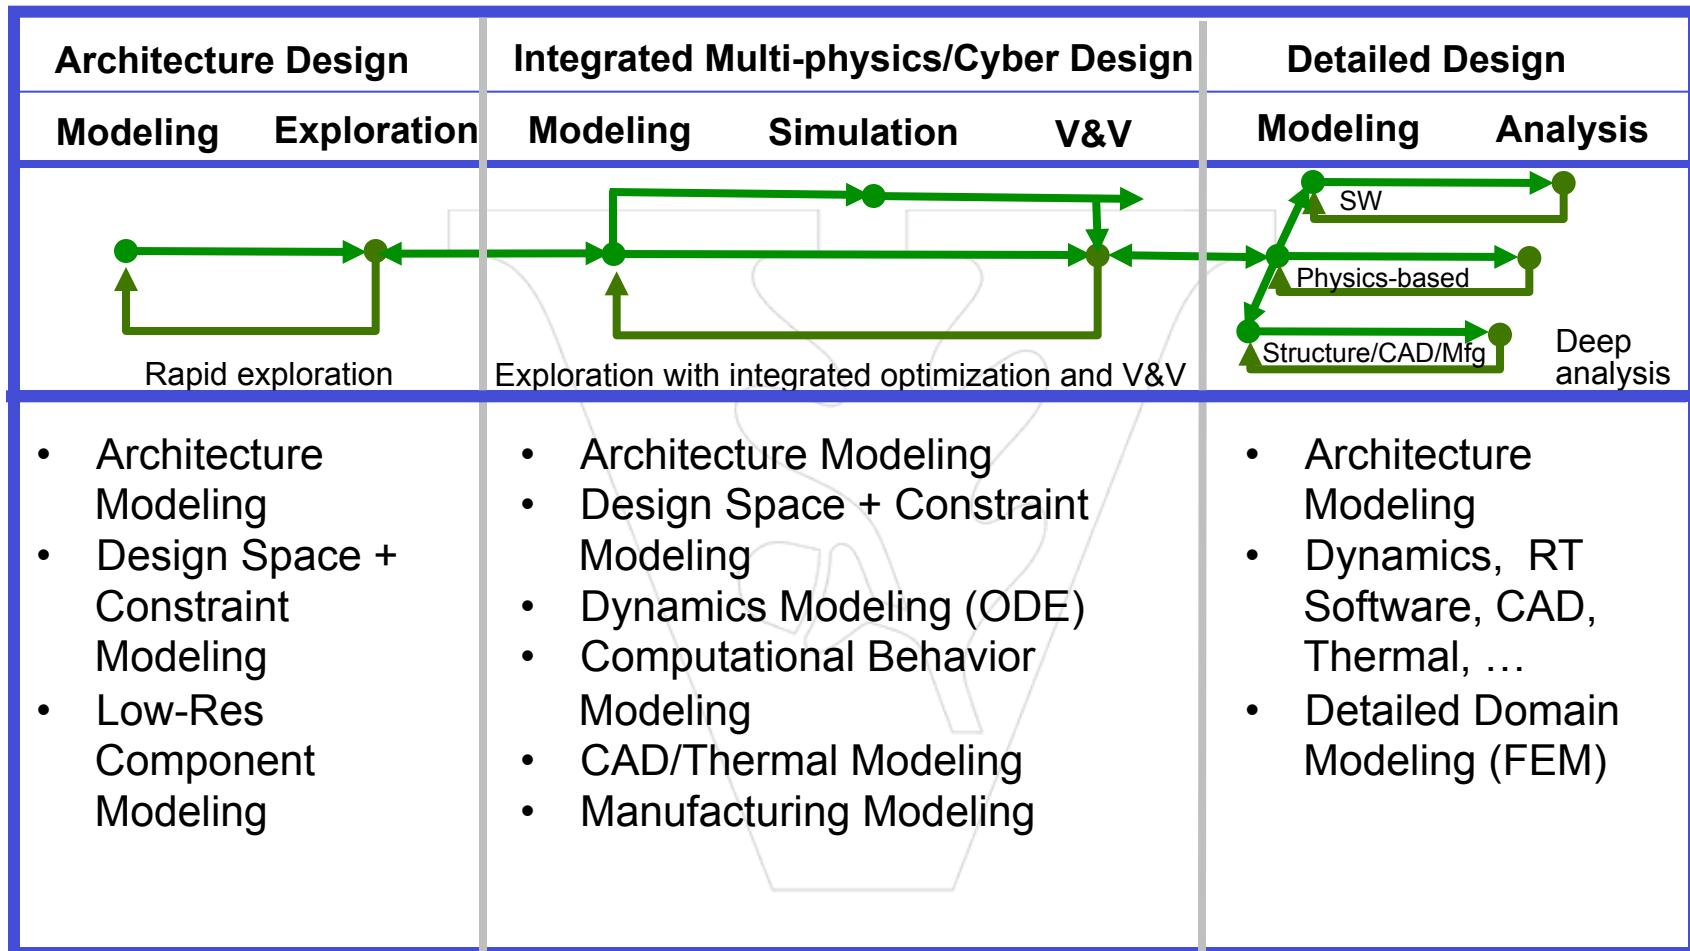 Architecture Design
Integrated Multi-physics/Cyber Design
Detailed Design
Modeling
Exploration
Modeling
Simulation
V&V
Modeling
Analysis
SW
Physics-based
Structure/CAD/Mfg
Deep
analysis
Rapid exploration
Exploration with integrated optimization and V&V
• Architecture
Modeling
• Design Space +
Constraint
Modeling
• Low-Res
Component
Modeling
• Architecture Modeling
• Design Space + Constraint
Modeling
• Dynamics Modeling (ODE)
• Computational Behavior
Modeling
• CAD/Thermal Modeling
• Manufacturing Modeling
• Architecture
Modeling
• Dynamics, RT
Software, CAD,
Thermal, …
• Detailed Domain
Modeling (FEM)